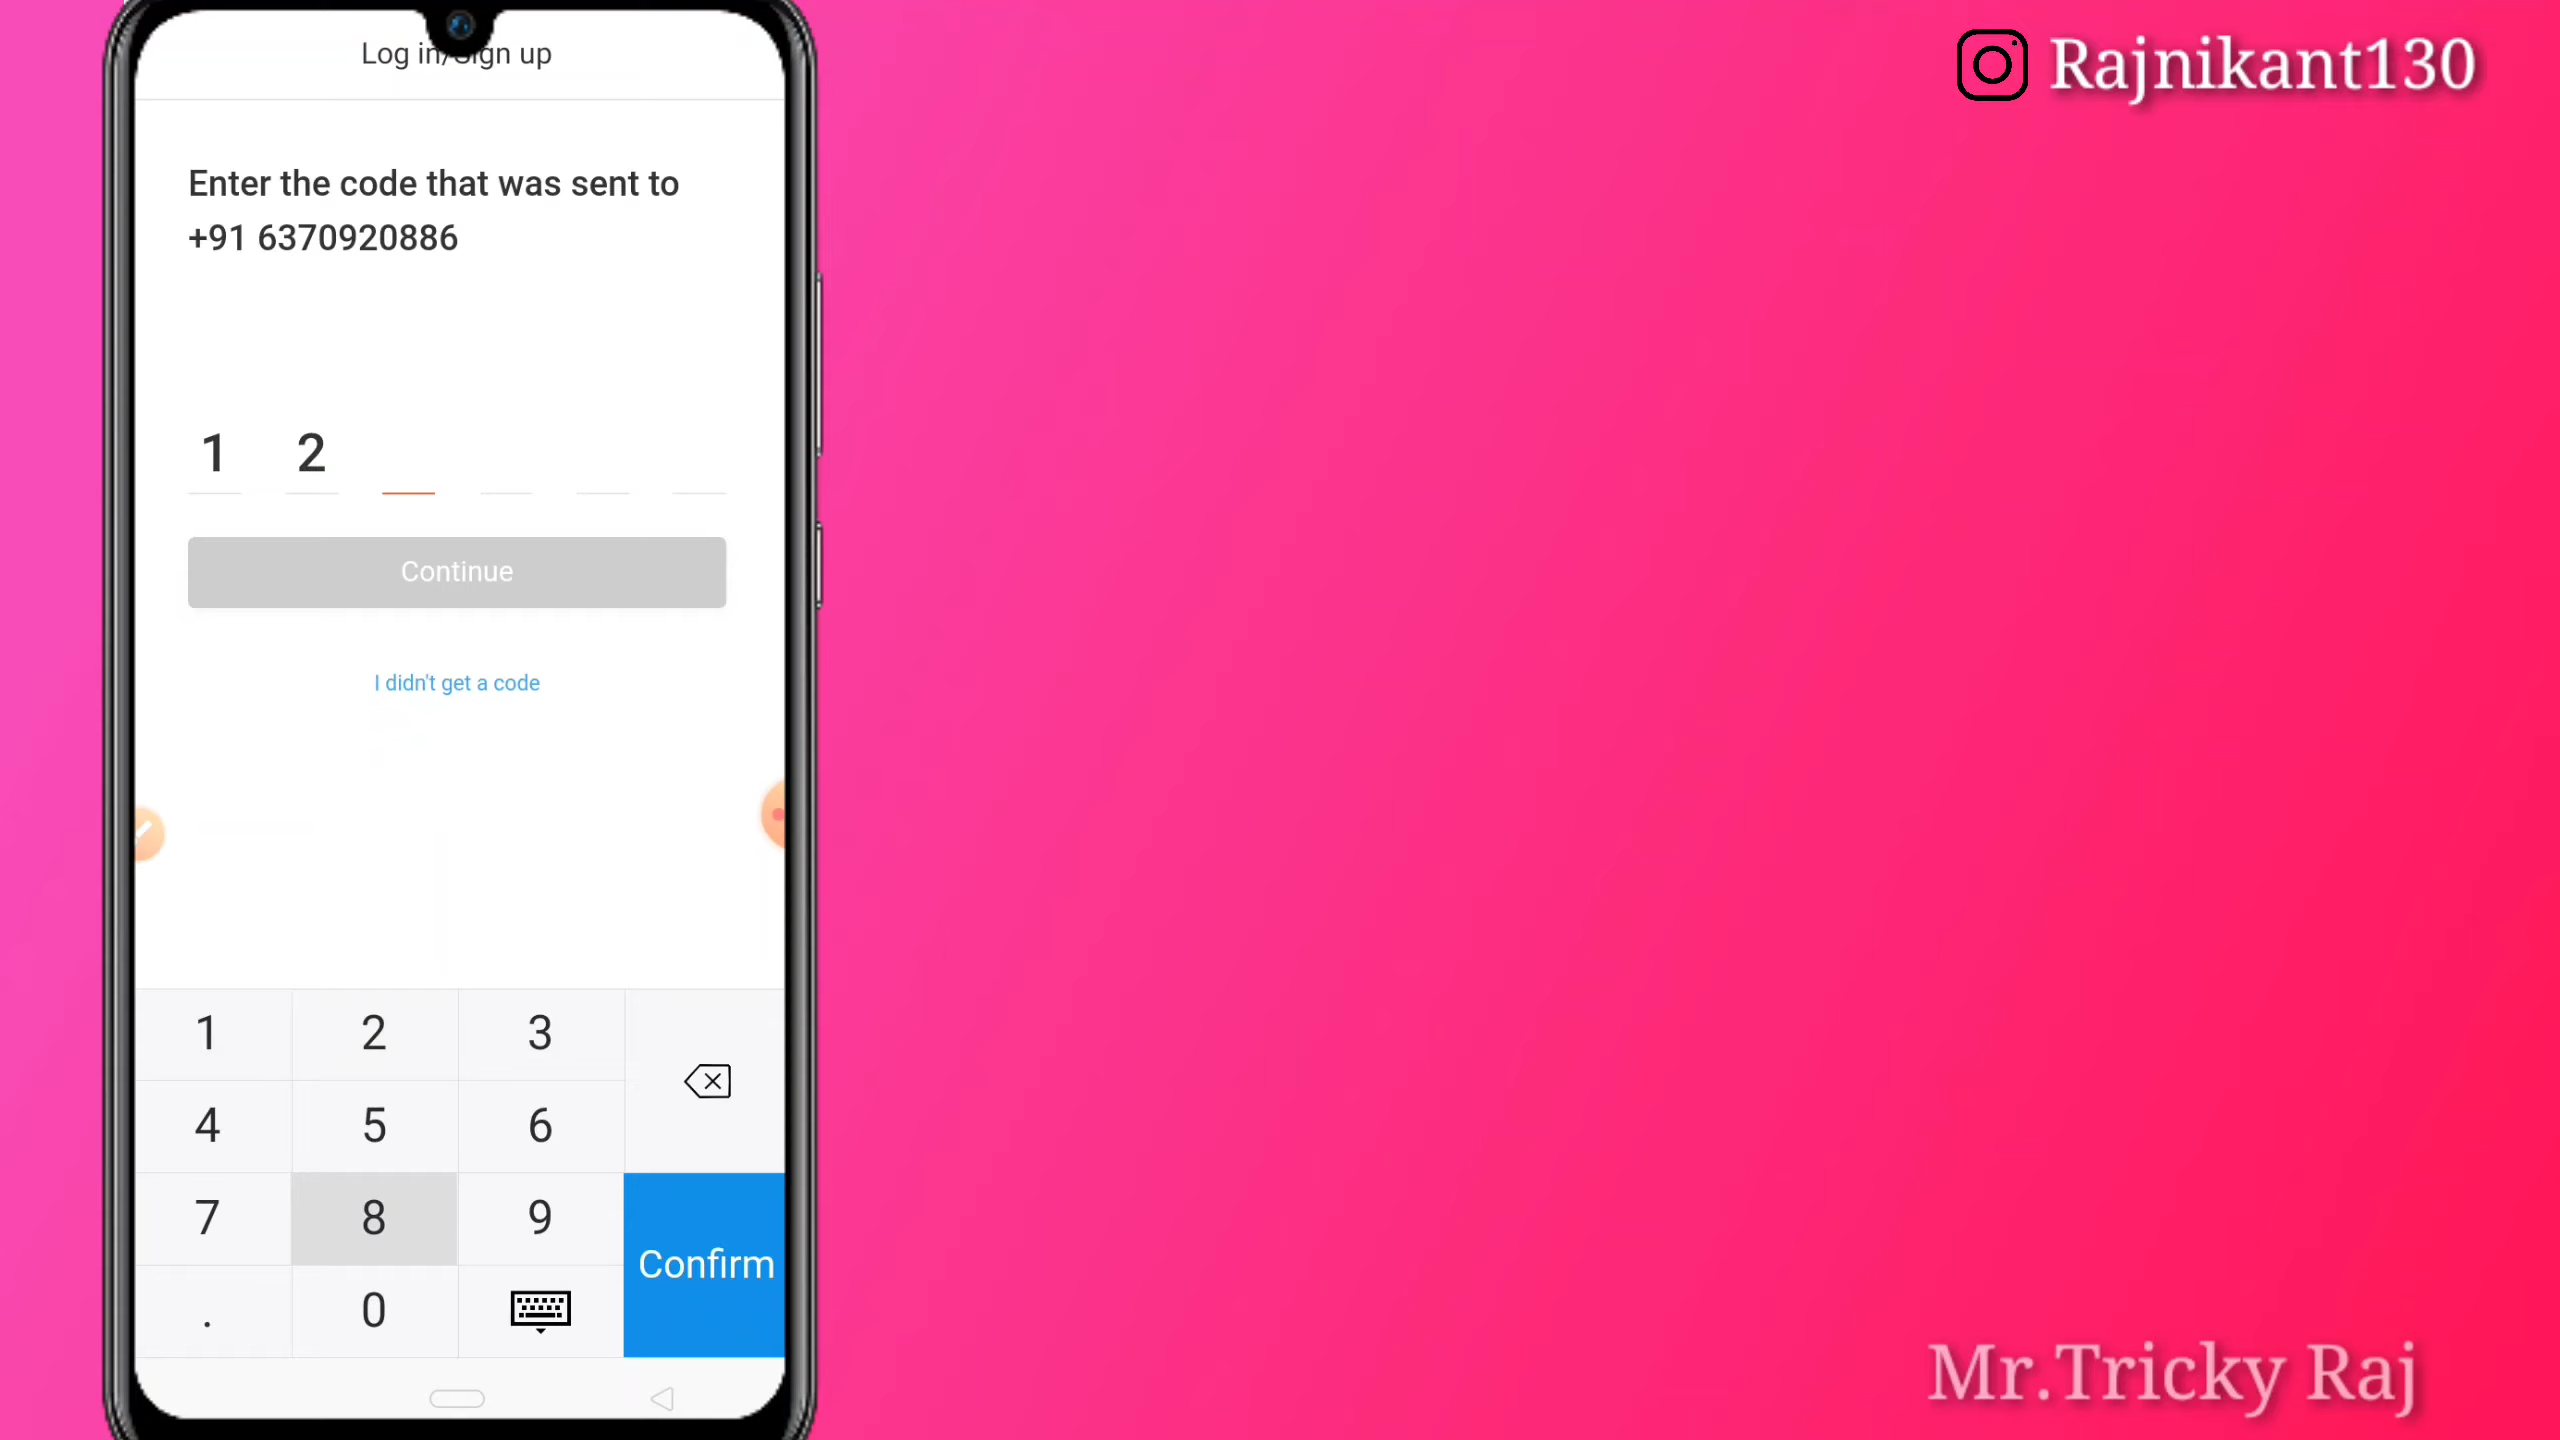 Log in/Sign up
Rajnikant130
Enter the code that was sent to
+91 6370920886
1 2
Continue
I didn't get a code
1 2 3
4 5 6
7 8 9
Confirm
. 0
Mr.Tricky Raj